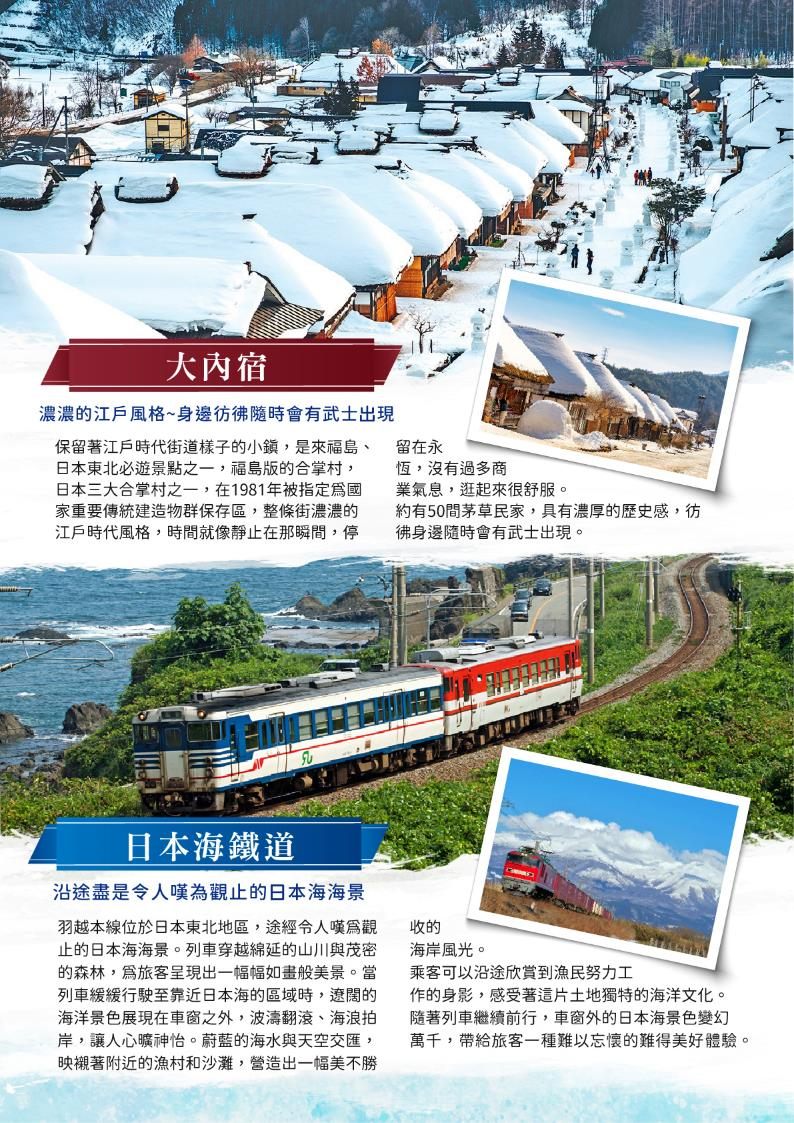 大內宿
濃濃的江戶風格~身邊彷彿隨時會有武士出現
保留著江戶時代街道樣子的小鎮，是來福島、
日本東北必遊景點之一，福島版的合掌村，
日本三大合掌村之一，在1981年被指定爲國
家重要傳統建造物群保存區，整條街濃濃的
江戶時代風格，時間就像靜止在那瞬間，停
留在永
恆，沒有過多商
業氣息，逛起來很舒服。
約有50間茅草民家，具有濃厚的歷史感，彷
彿身邊隨時會有武士出現。
日本海鐵道
沿途盡是令人嘆為觀止的日本海海景
羽越本線位於日本東北地區，途經令人嘆爲觀
止的日本海海景。列車穿越綿延的山川與茂密
的森林，爲旅客呈現出一幅幅如畫般美景。當
列車緩緩行駛至靠近日本海的區域時，遼闊的
海洋景色展現在車窗之外，波濤翻滾、海浪拍
岸，讓人心曠神怡。蔚藍的海水與天空交匯，
映襯著附近的漁村和沙灘，營造出一幅美不勝
收的
海岸風光。
乘客可以沿途欣賞到漁民努力工
作的身影，感受著這片土地獨特的海洋文化。
隨著列車繼續前行，車窗外的日本海景色變幻
萬千，帶給旅客一種難以忘懷的難得美好體驗。